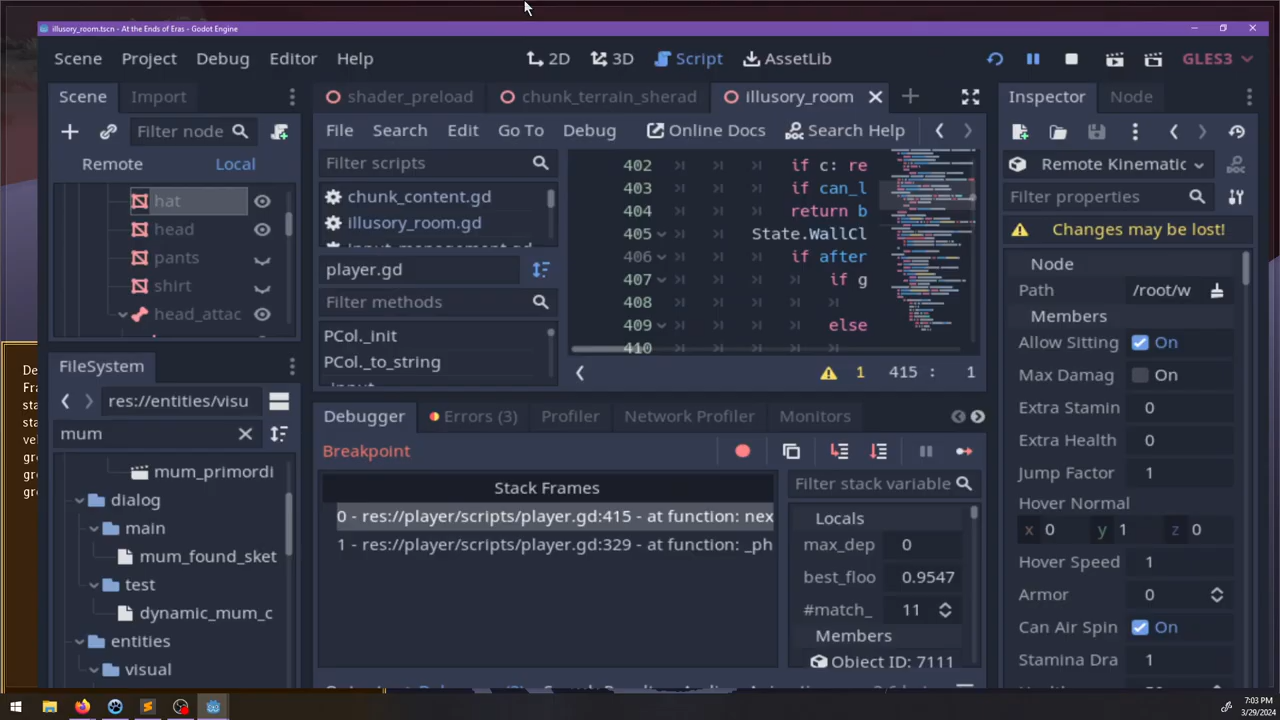 illusory_room.tscn - At the Ends of Eras - Godot Engine
Scene Project Debug Editor Help
2D 3D Script AssetLib
GLES3
Scene Import
Filter node
Remote Local
hat
head
pants
shirt
head_atac
FileSystem
res://entities/visu
mum
mum_primordi
dialog
main
mum_found_sket
test
dynamic_mum_c
entities
visual
shader_preload chunk_terrain_sherad illusory_room
File Search Edit Go To Debug Online Docs Search Help
Filter scripts
chunk_content.gd
illusory_room.gd
player.gd
Filter methods
PCol._init
PCol._to_string
402 if c: re
403 if can_l
404 return b
405 State.WallCl
406 if after
407 if g
408
409 else
410
1 415 : 1
Debugger Errors (3) Profiler Network Profiler Monitors
Breakpoint
Stack Frames
0 - res://player/scripts/player.gd:415 - at function: nex
1 - res://player/scripts/player.gd:329 - at function: _ph
Filter stack variable
Locals
max_dep 0
best_floo 0.9547
#match_ 11
Members
Object ID: 7111
Inspector Node
Remote Kinematic
Filter properties
Changes may be lost!
Node
Path /root/w
Members
Allow Sitting On
Max Damag On
Extra Stamin 0
Extra Health 0
Jump Factor 1
Hover Normal
x 0 y 1 z 0
Hover Speed 1
Armor 0
Can Air Spin On
Stamina Dra 1
De
Fra
sta
sta
vel
gro
gro
gro
7:03 PM
3/29/2024